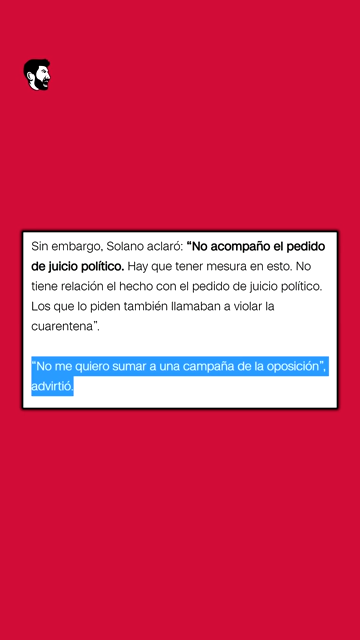 Sin embargo, Solano aclaró: “No acompaño el pedido
de juicio político. Hay que tener mesura en esto. No
tiene relación el hecho con el pedido de juicio político.
Los que lo piden también llamaban a violar la
cuarentena”.
“No me quiero sumar a una campaña de la oposición”,
advirtió.